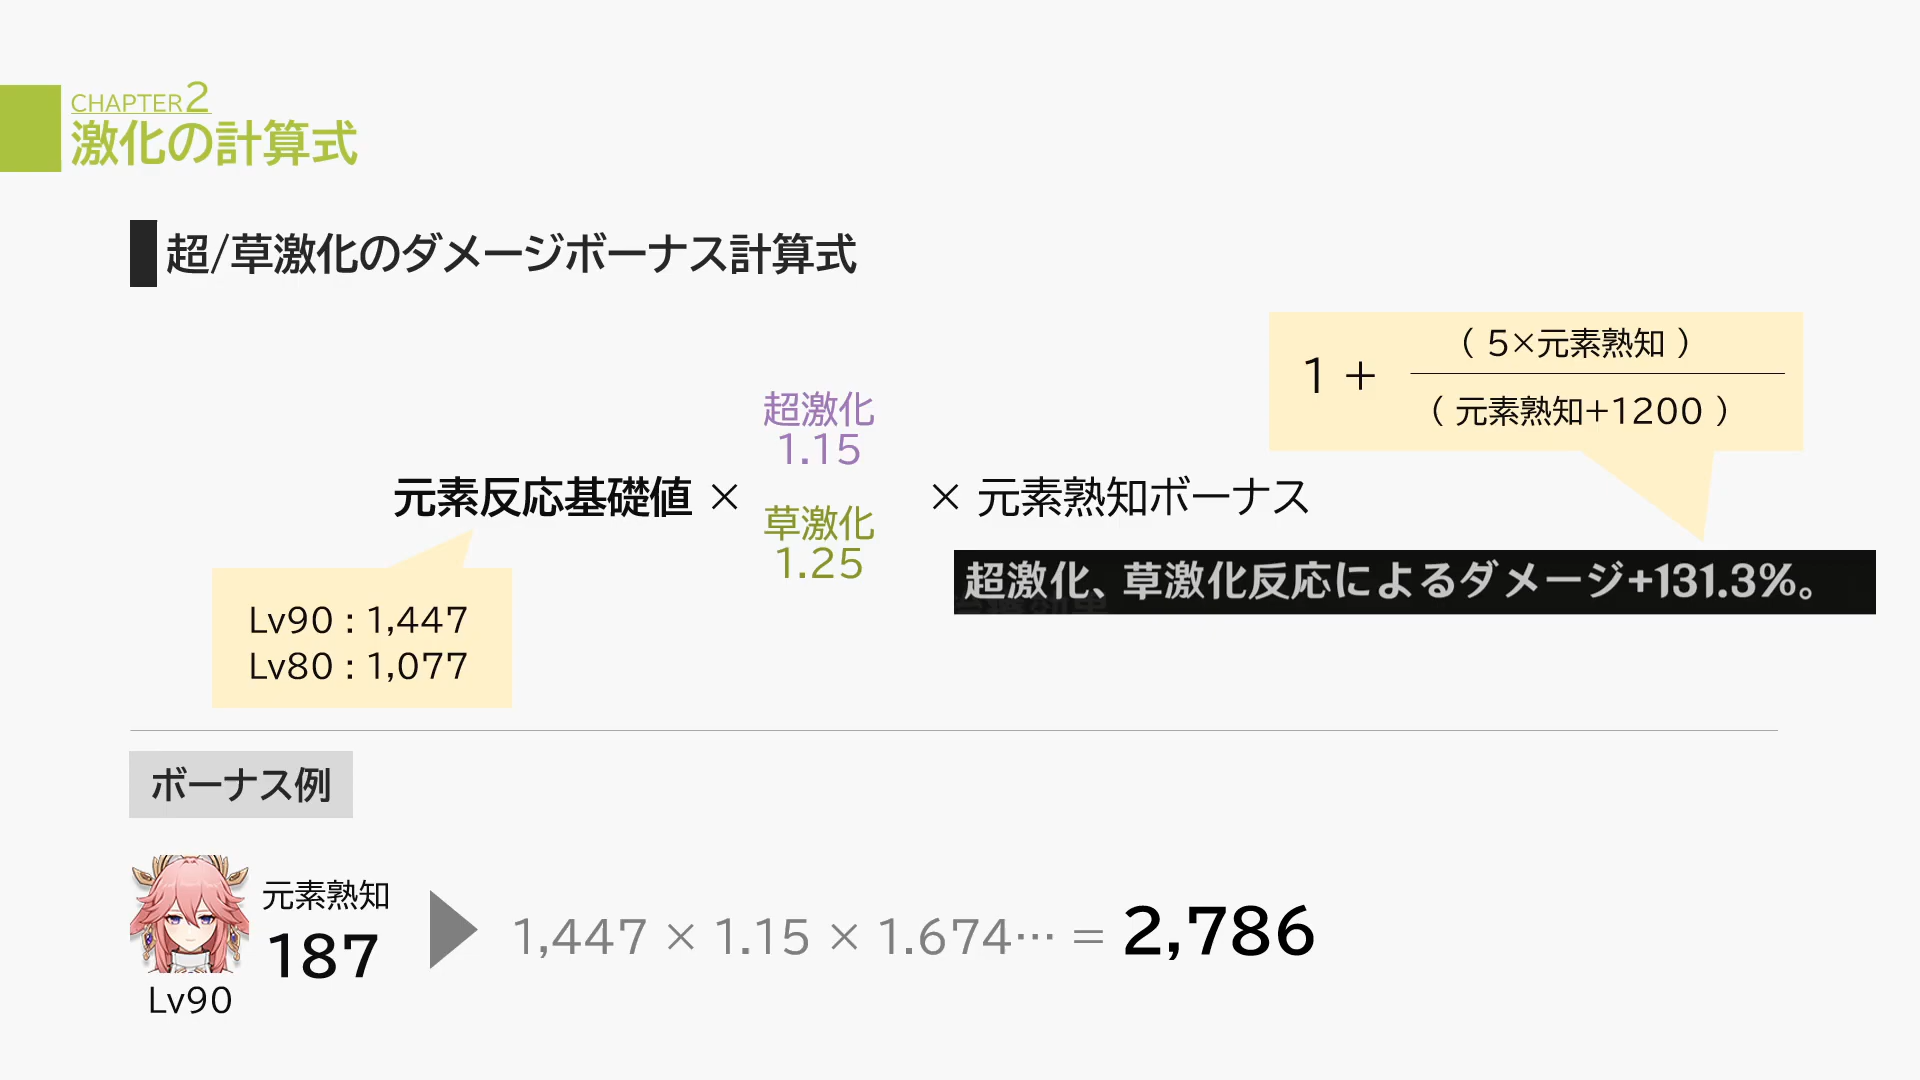 CHAPTER2
激化の計算式
超/草激化のダメージボーナス計算式
1 + ( 5×元素熟知 )
( 元素熟知+1200 )
超激化
1.15
元素反応基礎値 × × 元素熟知ボーナス
草激化
1.25
超激化、草激化反応によるダメージ+131.3%。
Lv90 : 1,447
Lv80 : 1,077
ボーナス例
元素熟知
187
Lv90
1,447 × 1.15 × 1.674… = 2,786